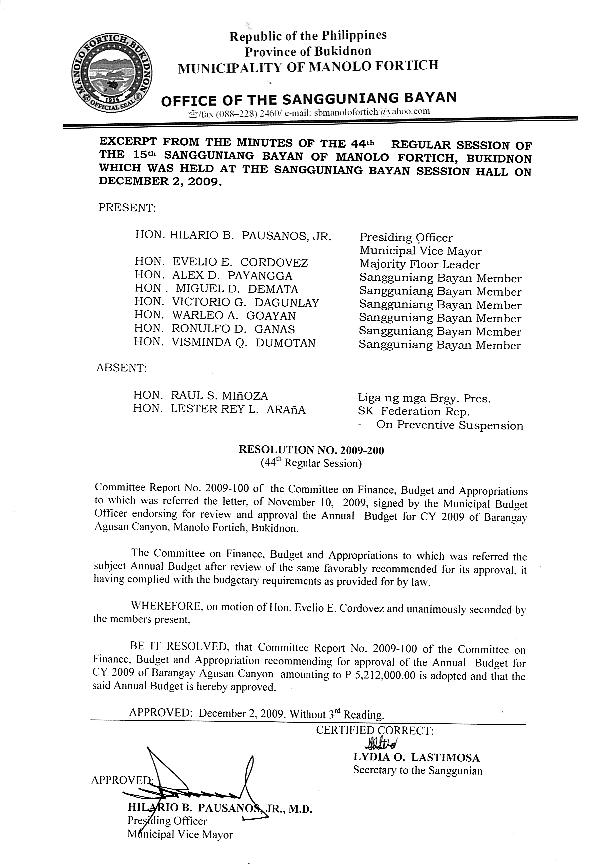 Republic of the Philippines
Province of Bukidnon
MUNICIPALITY OF MANOLO FORTICH
MANOLO FORTICH, BUKIDNON
1914
OFFICIAL SEAL
OFFICE OF THE SANGGUNIANG BAYAN
☏/fax (088–228) 2460/ e-mail: sbmanolofortich@yahoo.com
EXCERPT FROM THE MINUTES OF THE 44th REGULAR SESSION OF
THE 15th SANGGUNIANG BAYAN OF MANOLO FORTICH, BUKIDNON
WHICH WAS HELD AT THE SANGGUNIANG BAYAN SESSION HALL ON
DECEMBER 2, 2009.
PRESENT:
HON. HILARIO B. PAUSANOS, JR. Presiding Officer
Municipal Vice Mayor
HON. EVELIO E. CORDOVEZ Majority Floor Leader
HON. ALEX D. PAYANGGA Sangguniang Bayan Member
HON . MIGUEL D. DEMATA Sangguniang Bayan Member
HON. VICTORIO G. DAGUNLAY Sangguniang Bayan Member
HON. WARLEO A. GOAYAN Sangguniang Bayan Member
HON. RONULFO D. GANAS Sangguniang Bayan Member
HON. VISMINDA Q. DUMOTAN Sangguniang Bayan Member
ABSENT:
HON. RAUL S. MIñOZA Liga ng mga Brgy. Pres.
HON. LESTER REY L. ARAñA SK Federation Rep.
- On Preventive Suspension
RESOLUTION NO. 2009-200
(44th Regular Session)
Committee Report No. 2009-100 of the Committee on Finance, Budget and Appropriations
to which was referred the letter, of November 10, 2009, signed by the Municipal Budget
Officer endorsing for review and approval the Annual Budget for CY 2009 of Barangay
Agusan Canyon, Manolo Fortich, Bukidnon.
The Committee on Finance, Budget and Appropriations to which was referred the
subject Annual Budget after review of the same favorably recommended for its approval, it
having complied with the budgetary requirements as provided for by law.
WHEREFORE, on motion of Hon. Evelio E. Cordovez and unanimously seconded by
the members present.
BE IT RESOLVED, that Committee Report No. 2009-100 of the Committee on
Finance, Budget and Appropriation recommending for approval of the Annual Budget for
CY 2009 of Barangay Agusan Canyon amounting to P 5,212,000.00 is adopted and that the
said Annual Budget is hereby approved.
APPROVED: December 2, 2009. Without 3rd Reading.
CERTIFIED CORRECT:
LYDIA O. LASTIMOSA
Secretary to the Sanggunian
APPROVED:
HILARIO B. PAUSANOS, JR., M.D.
Presiding Officer
Municipal Vice Mayor